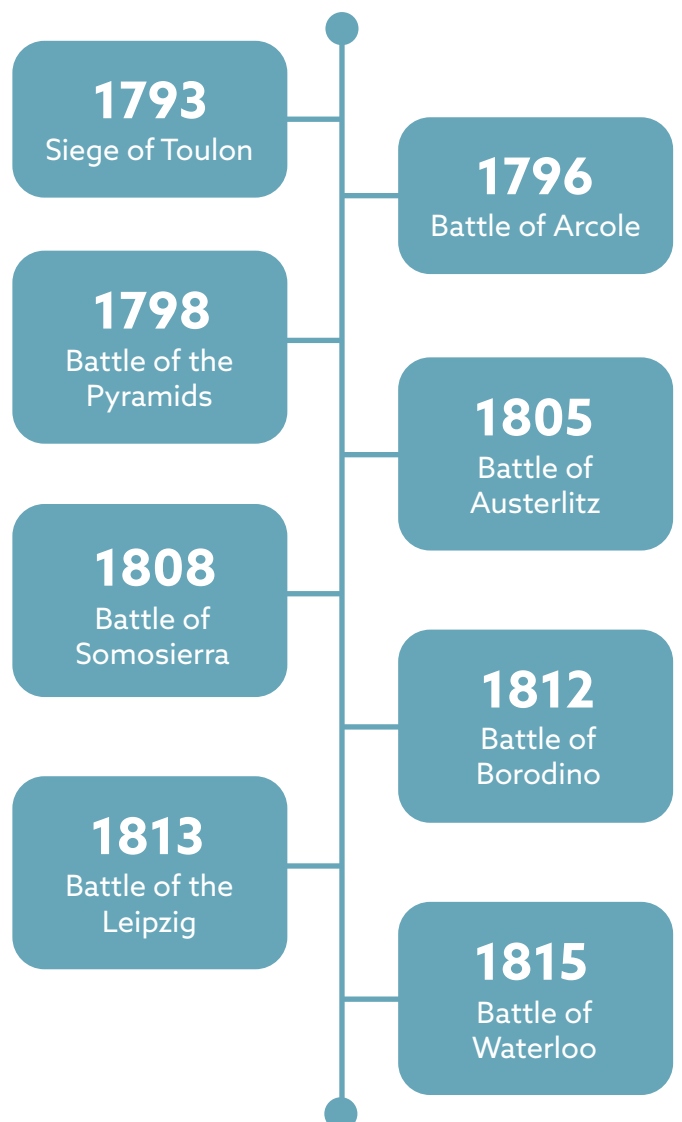 1793
Siege of Toulon
1796
Battle of Arcole
1798
Battle of the
Pyramids
1805
Battle of
Austerlitz
1808
Battle of
Somosierra
1812
Battle of
Borodino
1813
Battle of the
Leipzig
1815
Battle of
Waterloo